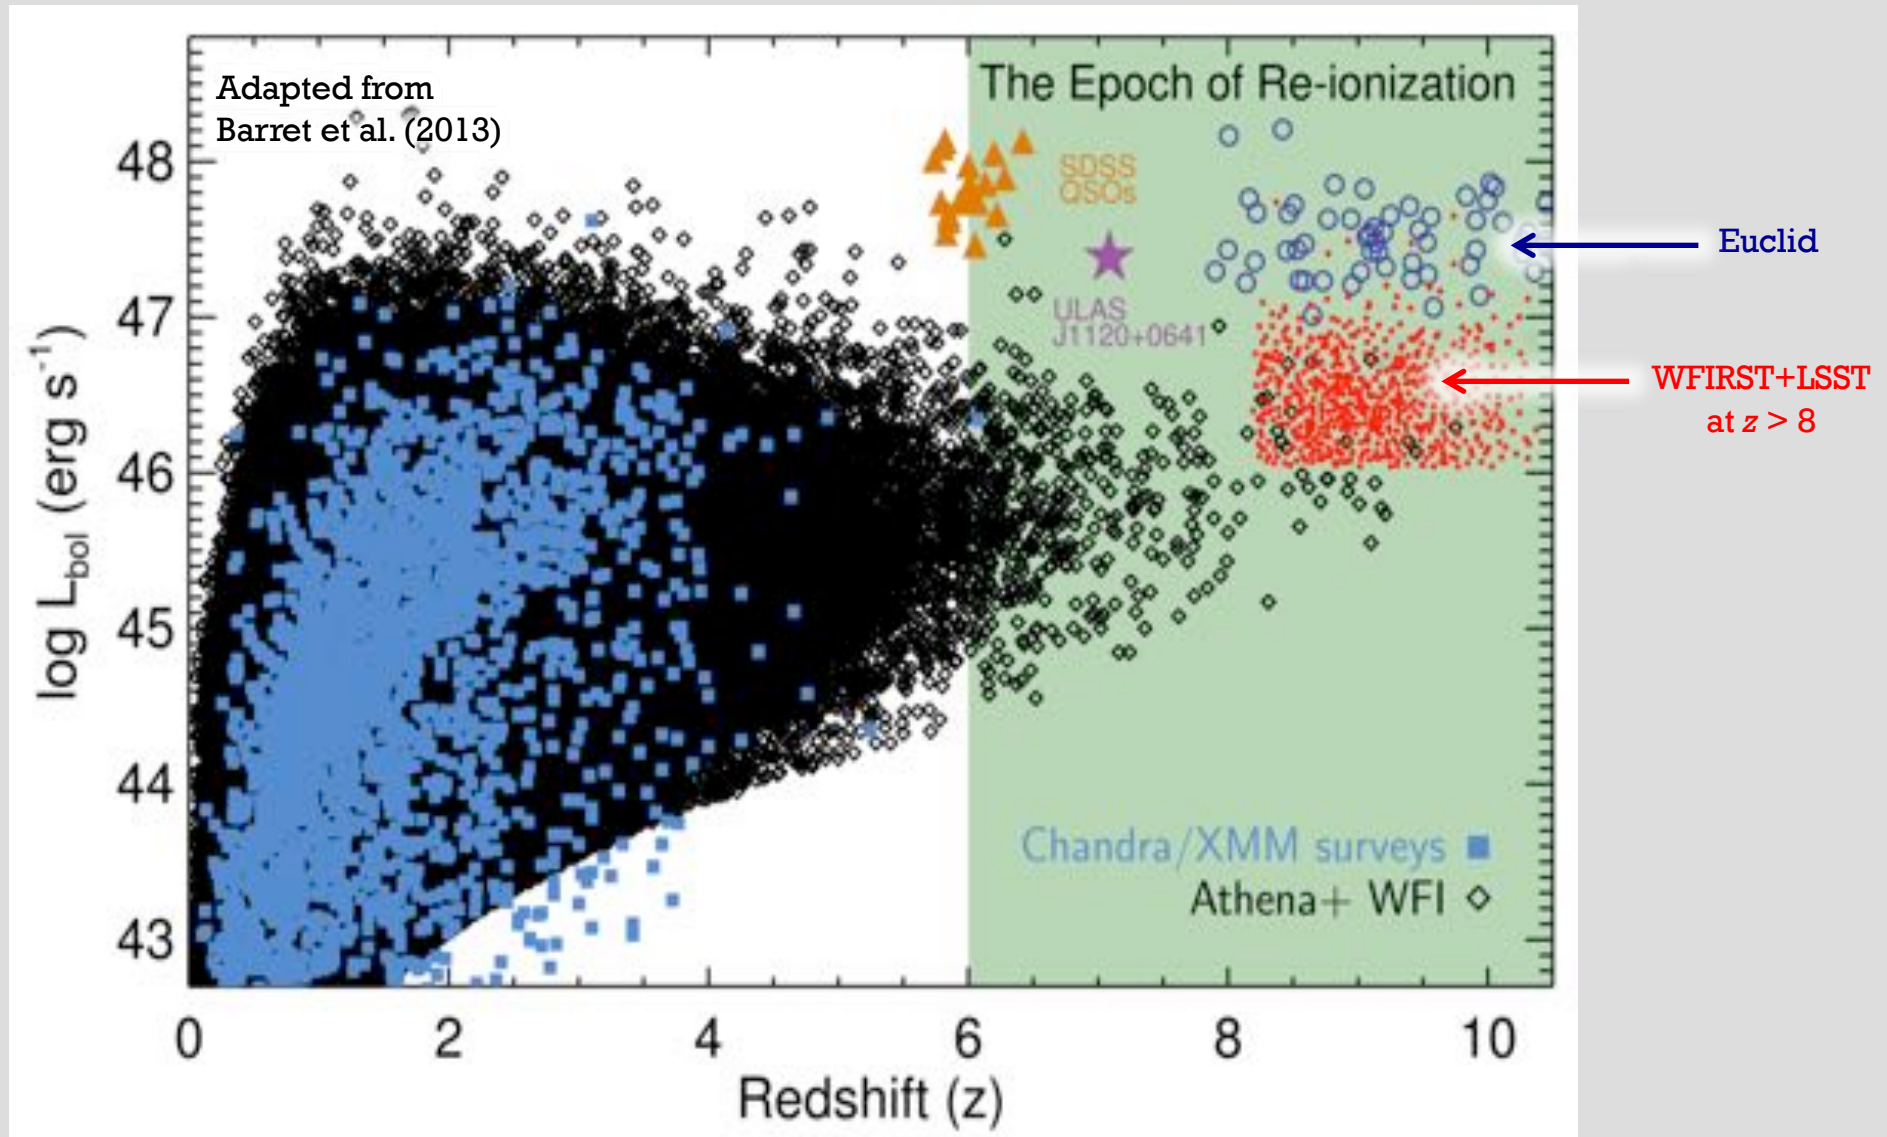 Adapted from
Barret et al. (2013)
The Epoch of Re-ionization
SDSS
QSOs
ULAS
J1120+0641
Euclid
WFIRST+LSST
at z > 8
Chandra/XMM surveys
Athena+ WFI
log L_bol (erg s^-1)
48
47
46
45
44
43
0 2 4 6 8 10
Redshift (z)